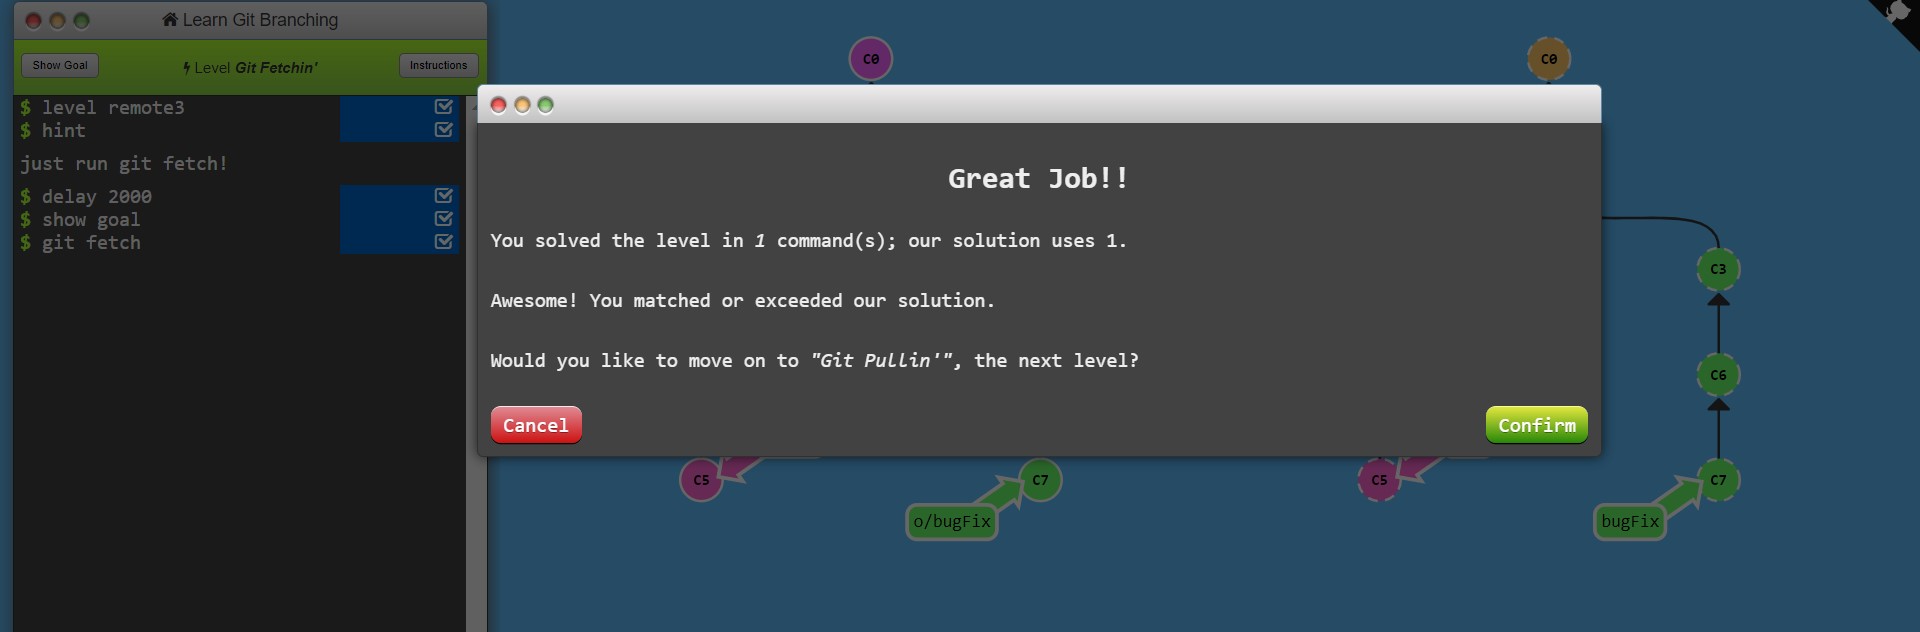 Learn Git Branching
Show Goal
Level Git Fetchin'
Instructions
$ level remote3
$ hint
just run git fetch!
$ delay 2000
$ show goal
$ git fetch
C0
C0
Great Job!!
You solved the level in 1 command(s); our solution uses 1.
Awesome! You matched or exceeded our solution.
Would you like to move on to "Git Pullin'", the next level?
Cancel
Confirm
C3
C6
C5
C7
C5
C7
o/bugFix
bugFix